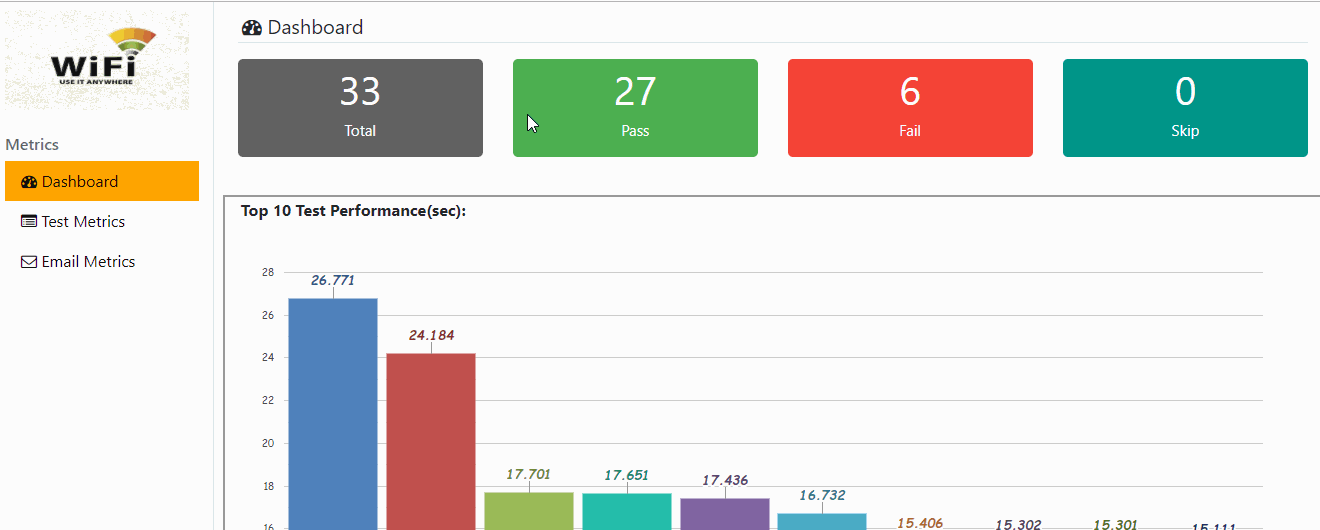 WiFi
USE IT ANYWHERE
Metrics
Dashboard
Test Metrics
Email Metrics
Dashboard
33
Total
27
Pass
6
Fail
0
Skip
Top 10 Test Performance(sec):
28
26
24
22
20
18
16
26.771
24.184
17.701
17.651
17.436
16.732
15.406
15.302
15.301
15.111